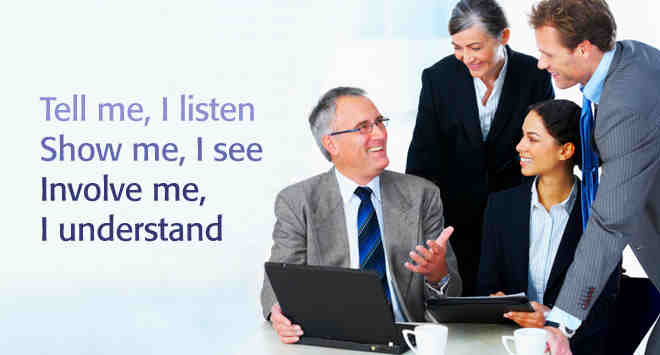 Tell me, I listen
Show me, I see
Involve me,
I understand